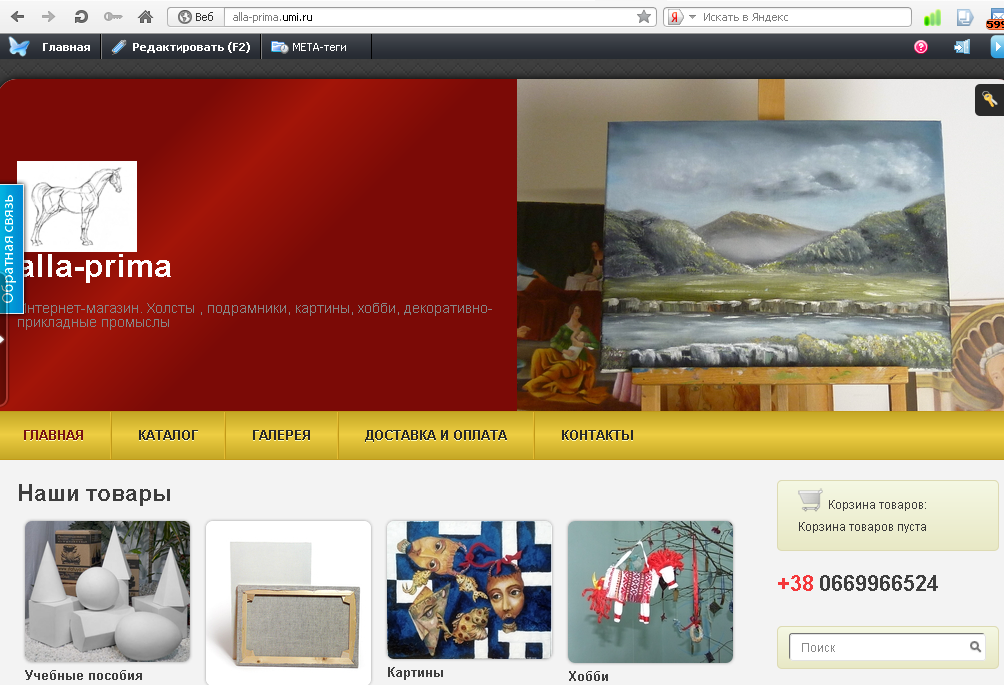 Веб
alla-prima.umi.ru
Искать в Яндекс
599
Главная
Редактировать (F2)
META-теги
Обратная связь
alla-prima
Интернет-магазин. Холсты , подрамники, картины, хобби, декоративно-
прикладные промыслы
ГЛАВНАЯ
КАТАЛОГ
ГАЛЕРЕЯ
ДОСТАВКА И ОПЛАТА
КОНТАКТЫ
Наши товары
Учебные пособия
Картины
Хобби
Корзина товаров:
Корзина товаров пуста
+38 0669966524
Поиск